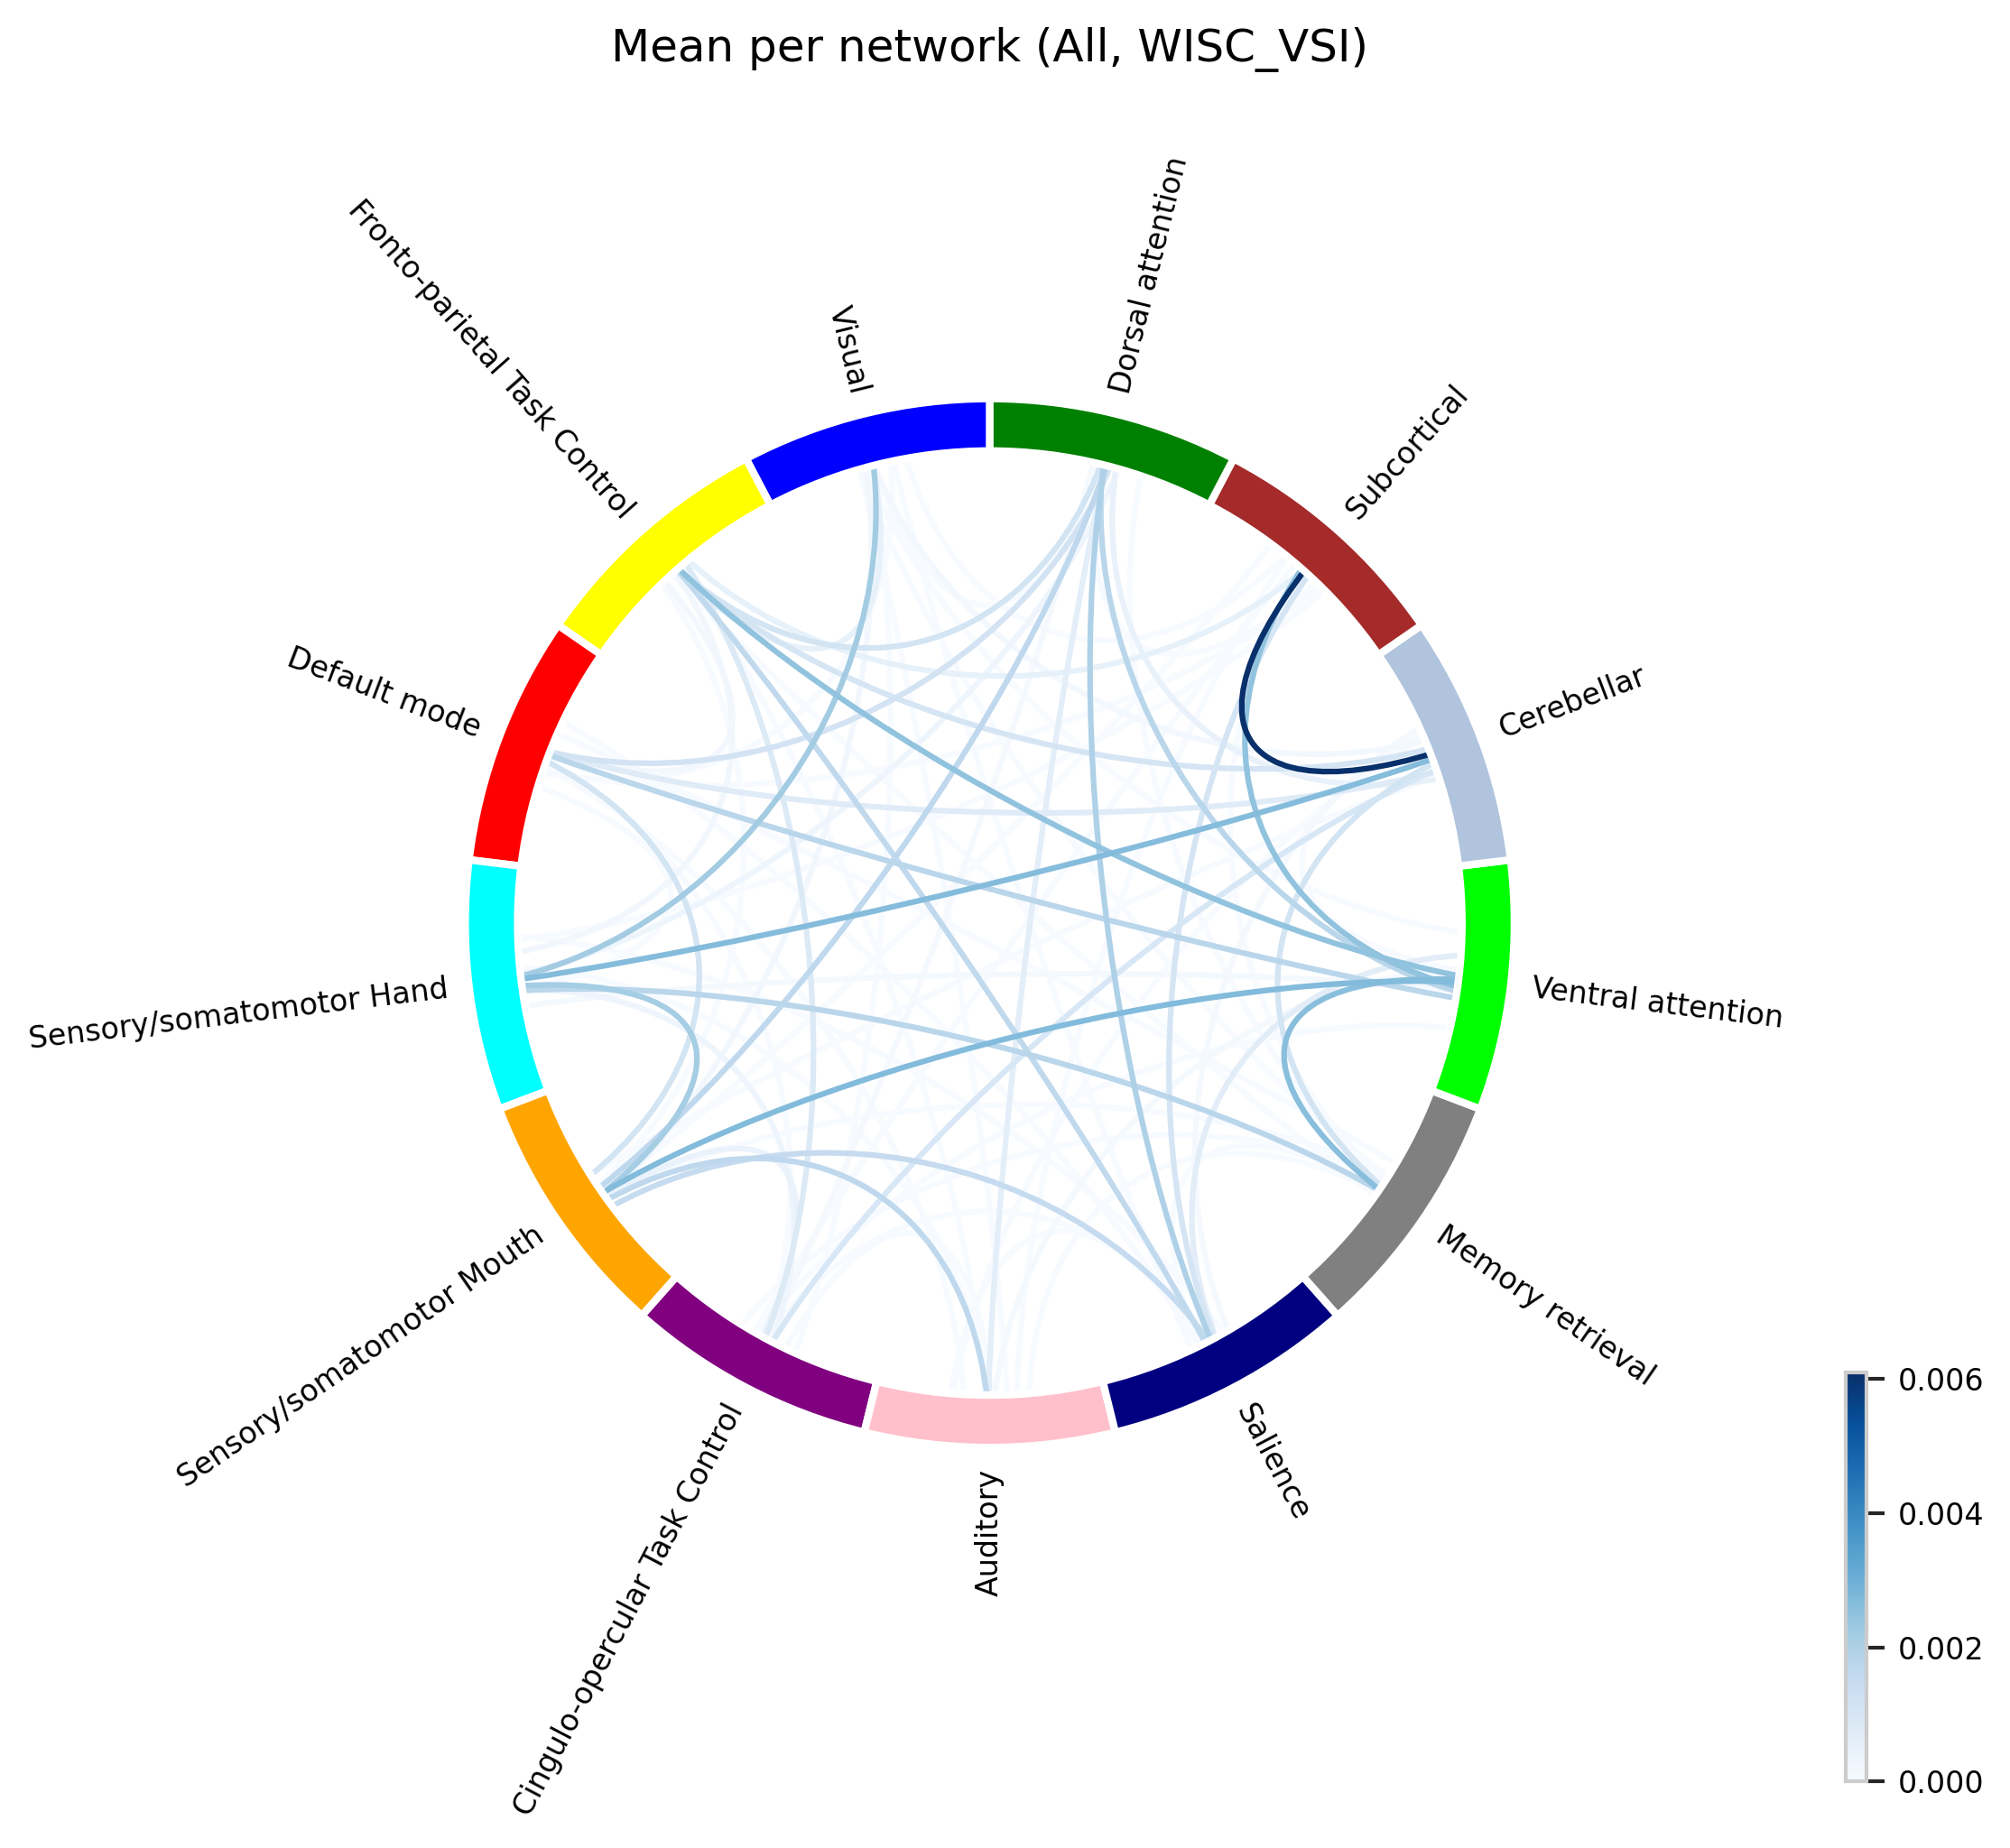 Mean per network (All, WISC_VSI)
Dorsal attention
Subcortical
Cerebellar
Ventral attention
Memory retrieval
Salience
Auditory
Cingulo-opercular Task Control
Sensory/somatomotor Mouth
Sensory/somatomotor Hand
Default mode
Fronto-parietal Task Control
Visual
0.006
0.004
0.002
0.000